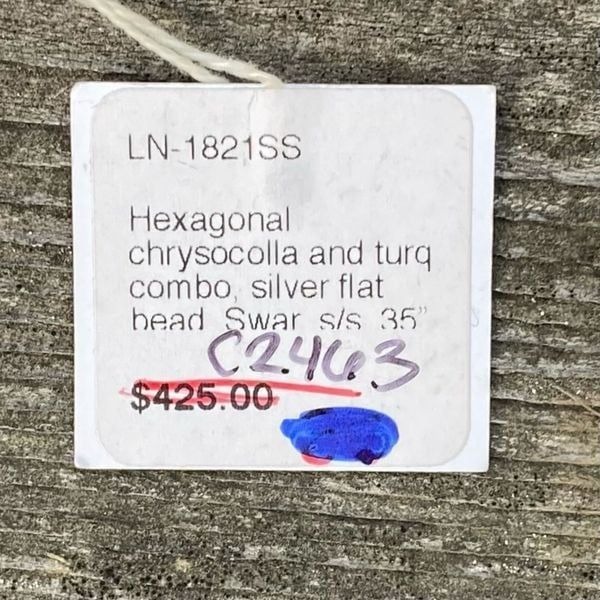 LN-1821SS
Hexagonal
chrysocolla and turq
combo, silver flat
bead Swar s/s 35"
C2463
$425.00